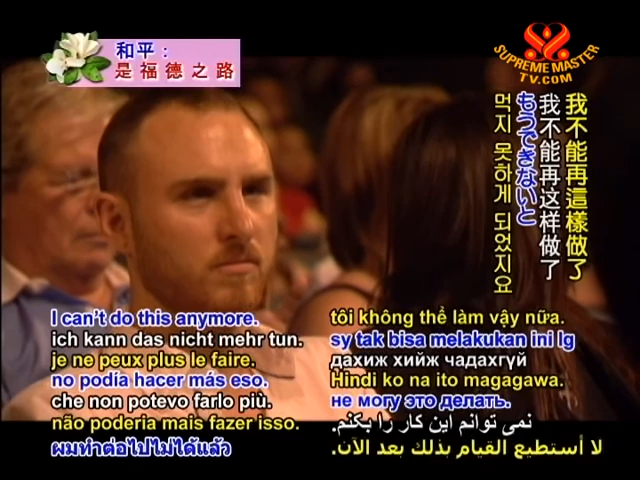 和平：
是福德之路
SUPREME MASTER
TV.COM
我不能再這樣做了
我不能再这样做了
もうできないと
먹지 못하게 되었지요
I can't do this anymore.
ich kann das nicht mehr tun.
je ne peux plus le faire.
no podía hacer más eso.
che non potevo farlo più.
não poderia mais fazer isso.
ผมทำต่อไปไม่ได้แล้ว
tôi không thể làm vậy nữa.
sy tak bisa melakukan ini lg
дахиж хийж чадахгүй
Hindi ko na ito magagawa.
не могу это делать.
نمی توانم این کار را بکنم.
لا أستطيع القيام بذلك بعد الآن.